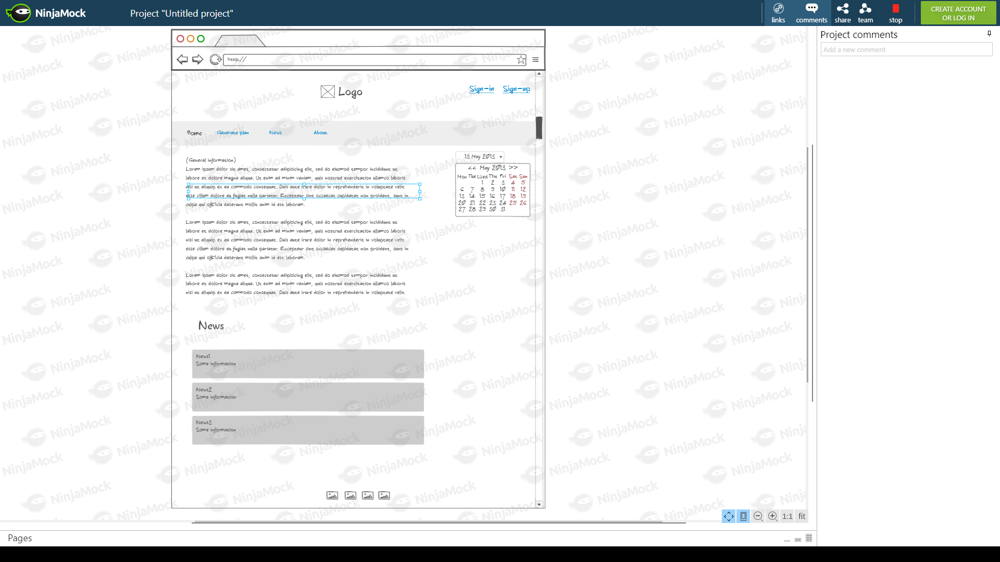 NinjaMock
Project "Untitled project"
links
comments
share
team
stop
CREATE ACCOUNT
OR LOG IN
Project comments
Add a new comment
http://
Logo
Sign-in
Sign-up
Home
Generate plan
News
About
(General information)
Lorem ipsum dolor sit amet, consectetur adipisicing elit, sed do eiusmod tempor incididunt ut
labore et dolore magna aliqua. Ut enim ad minim veniam, quis nostrud exercitation ullamco laboris
nisi ut aliquip ex ea commodo consequat. Duis aute irure dolor in reprehenderit in voluptate velit
esse cillum dolore eu fugiat nulla pariatur. Excepteur sint occaecat cupidatat non proident, sunt in
culpa qui officia deserunt mollit anim id est laborum.
Lorem ipsum dolor sit amet, consectetur adipisicing elit, sed do eiusmod tempor incididunt ut
labore et dolore magna aliqua. Ut enim ad minim veniam, quis nostrud exercitation ullamco laboris
nisi ut aliquip ex ea commodo consequat. Duis aute irure dolor in reprehenderit in voluptate velit
esse cillum dolore eu fugiat nulla pariatur. Excepteur sint occaecat cupidatat non proident, sunt in
culpa qui officia deserunt mollit anim id est laborum.
Lorem ipsum dolor sit amet, consectetur adipisicing elit, sed do eiusmod tempor incididunt ut
labore et dolore magna aliqua. Ut enim ad minim veniam, quis nostrud exercitation ullamco laboris
nisi ut aliquip ex ea commodo consequat. Duis aute irure dolor in reprehenderit in voluptate velit
13 May 2013
<< May 2013 >>
Mon Tue Wed Thu Fri Sat Sun
1 2 3 4 5
6 7 8 9 10 11 12
13 14 15 16 17 18 19
20 21 22 23 24 25 26
27 28 29 30 31
News
News1
Some information
News2
Some information
News3
Some information
1:1
fit
Pages